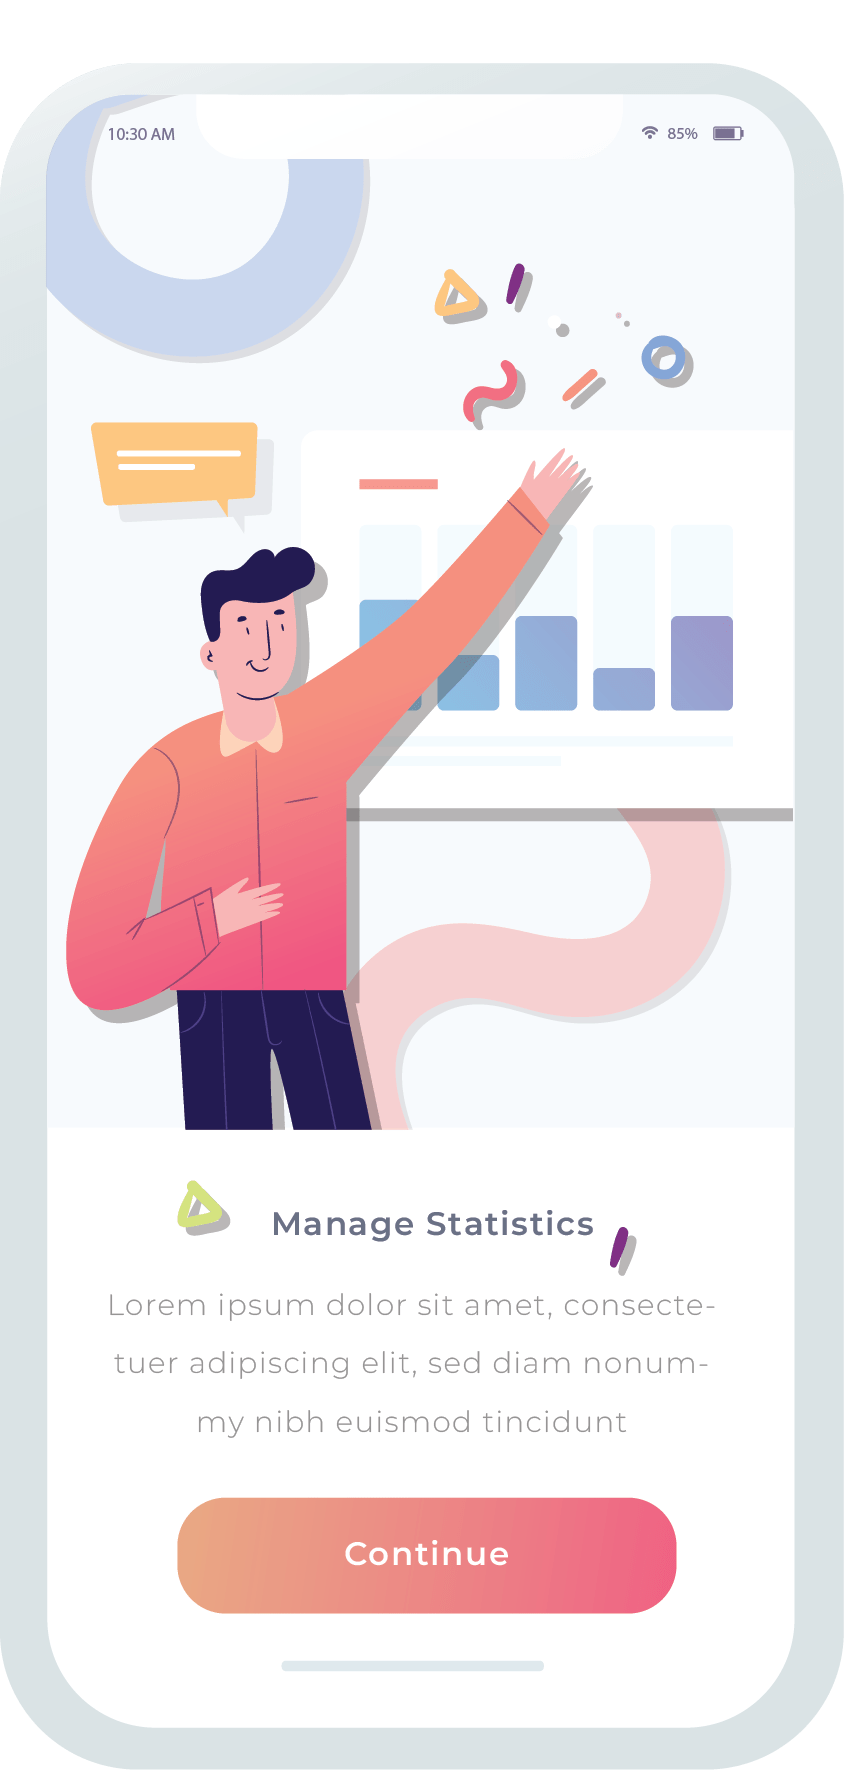 10:30 AM 85%
Manage Statistics
Lorem ipsum dolor sit amet, consecte-
tuer adipiscing elit, sed diam nonum-
my nibh euismod tincidunt
Continue